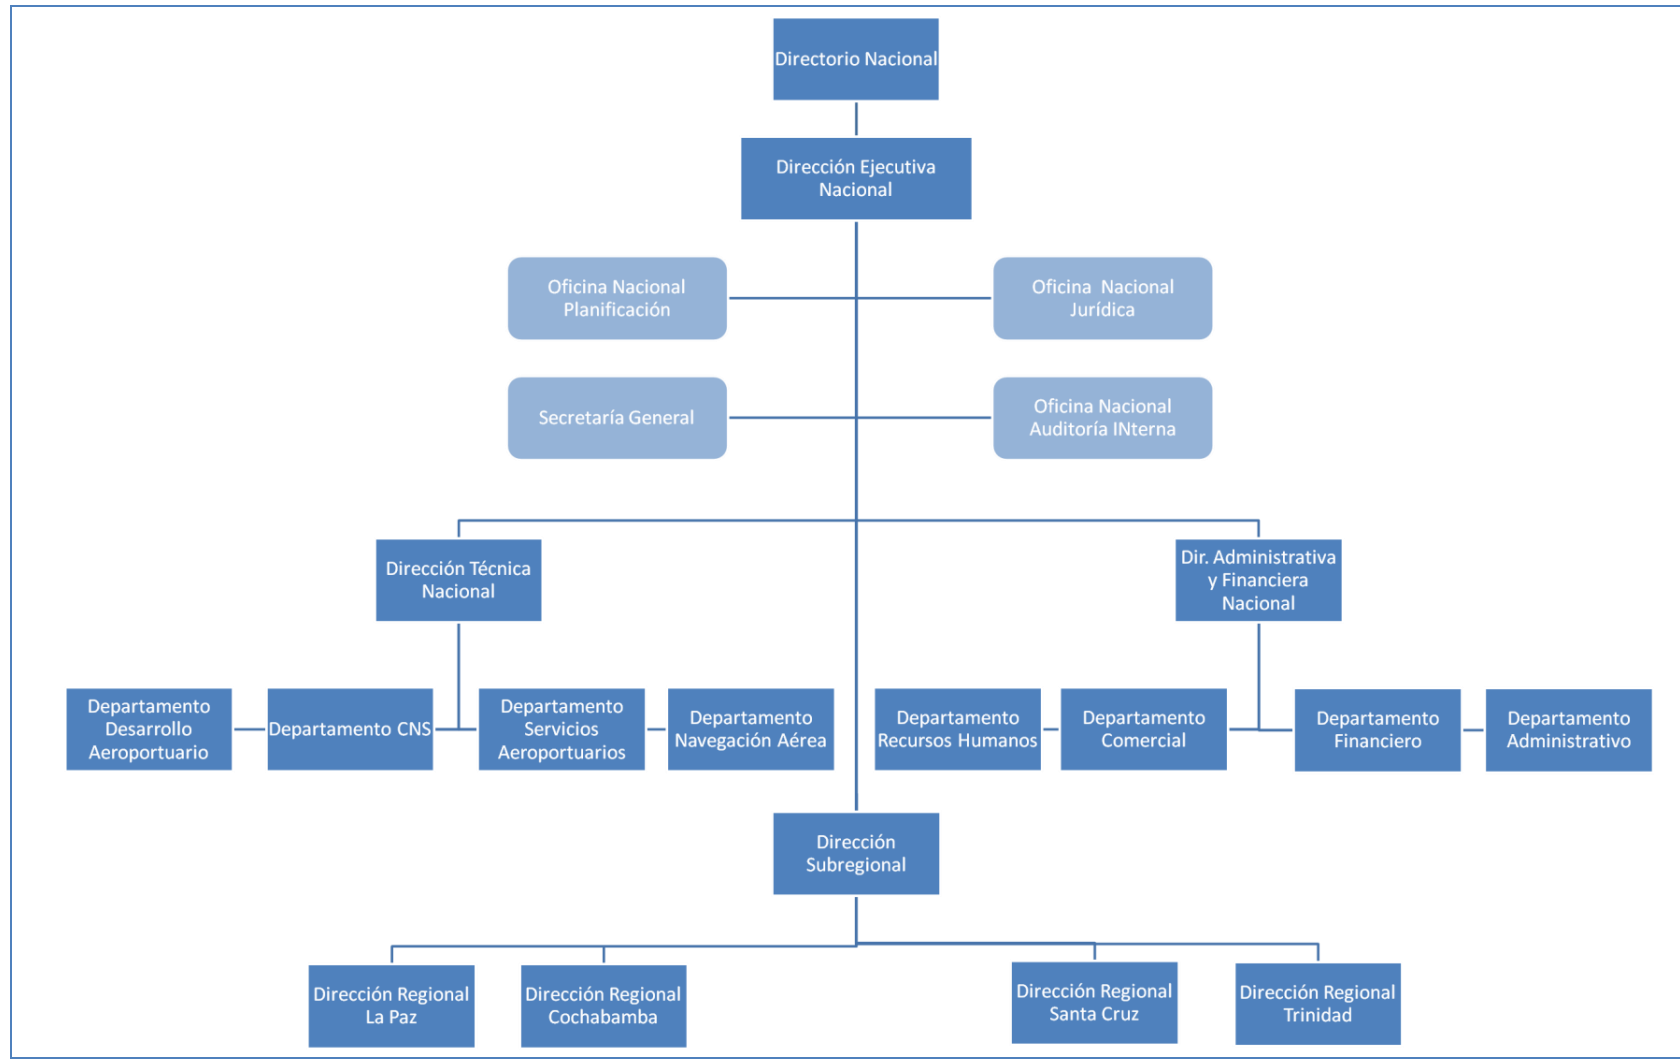 Directorio Nacional
Dirección Ejecutiva
Nacional
Oficina Nacional
Planificación
Oficina  Nacional
Jurídica
Secretaría General
Oficina Nacional
Auditoría INterna
Dirección Técnica
Nacional
Dir. Administrativa
y Financiera
Nacional
Departamento
Desarrollo
Aeroportuario
Departamento CNS
Departamento
Servicios
Aeroportuarios
Departamento
Navegación Aérea
Departamento
Recursos Humanos
Departamento
Comercial
Departamento
Financiero
Departamento
Administrativo
Dirección
Subregional
Dirección Regional
La Paz
Dirección Regional
Cochabamba
Dirección Regional
Santa Cruz
Dirección Regional
Trinidad